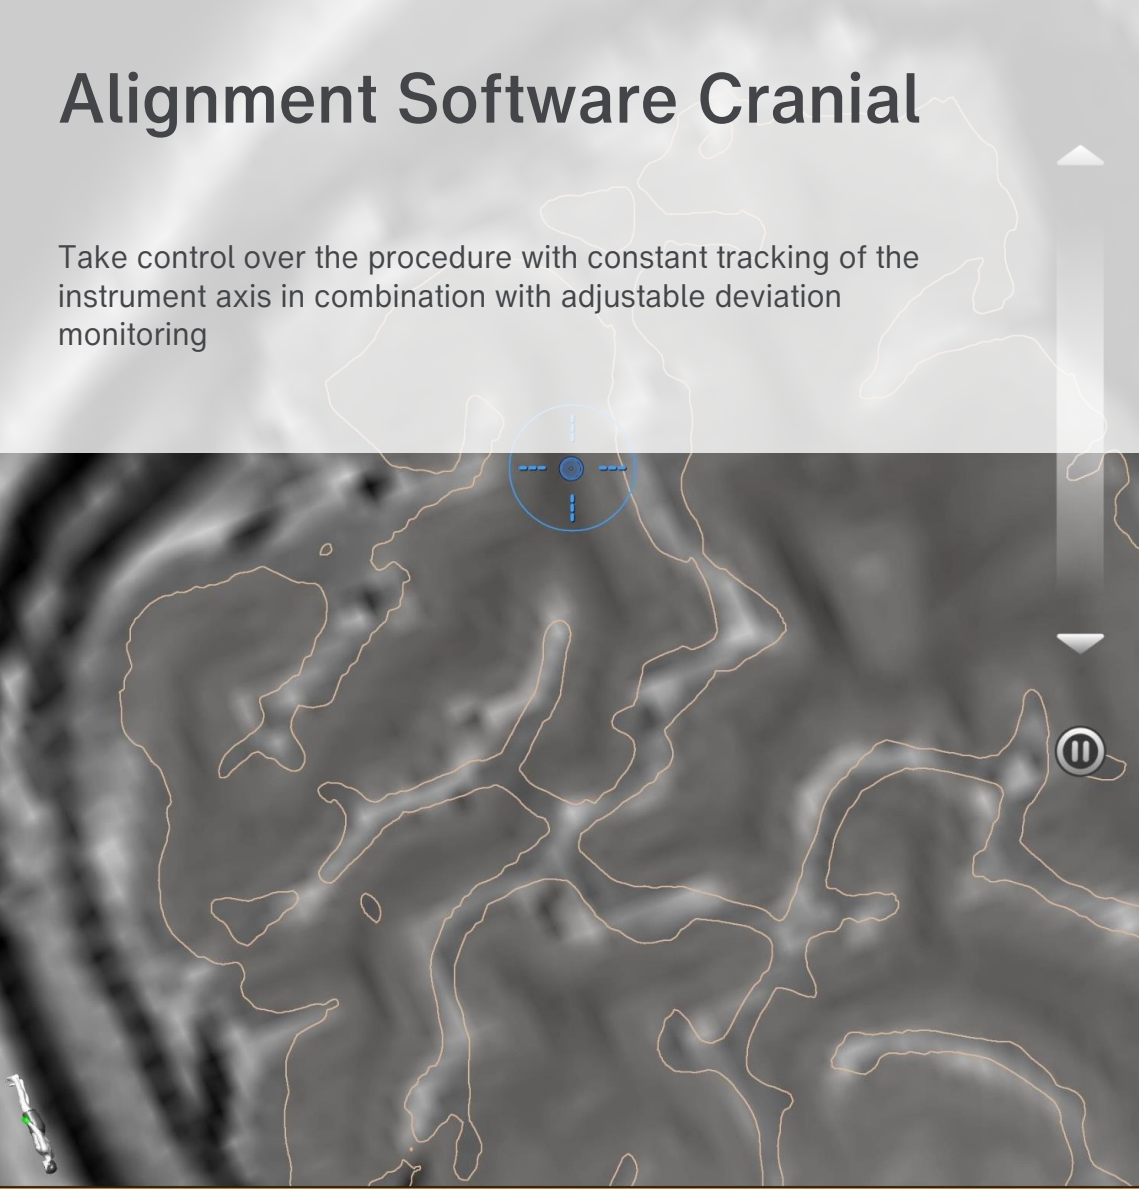 Alignment Software Cranial
Take control over the procedure with constant tracking of the
instrument axis in combination with adjustable deviation
monitoring